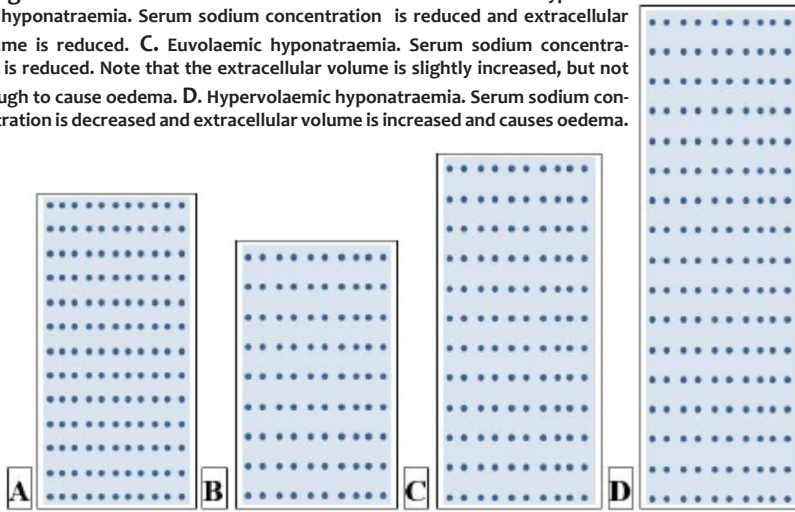 hyponatraemia. Serum sodium concentration is reduced and extracellular
ume is reduced. C. Euvolaemic hyponatraemia. Serum sodium concentra-
is reduced. Note that the extracellular volume is slightly increased, but not
ugh to cause oedema. D. Hypervolaemic hyponatraemia. Serum sodium con-
tration is decreased and extracellular volume is increased and causes oedema.
A B C D